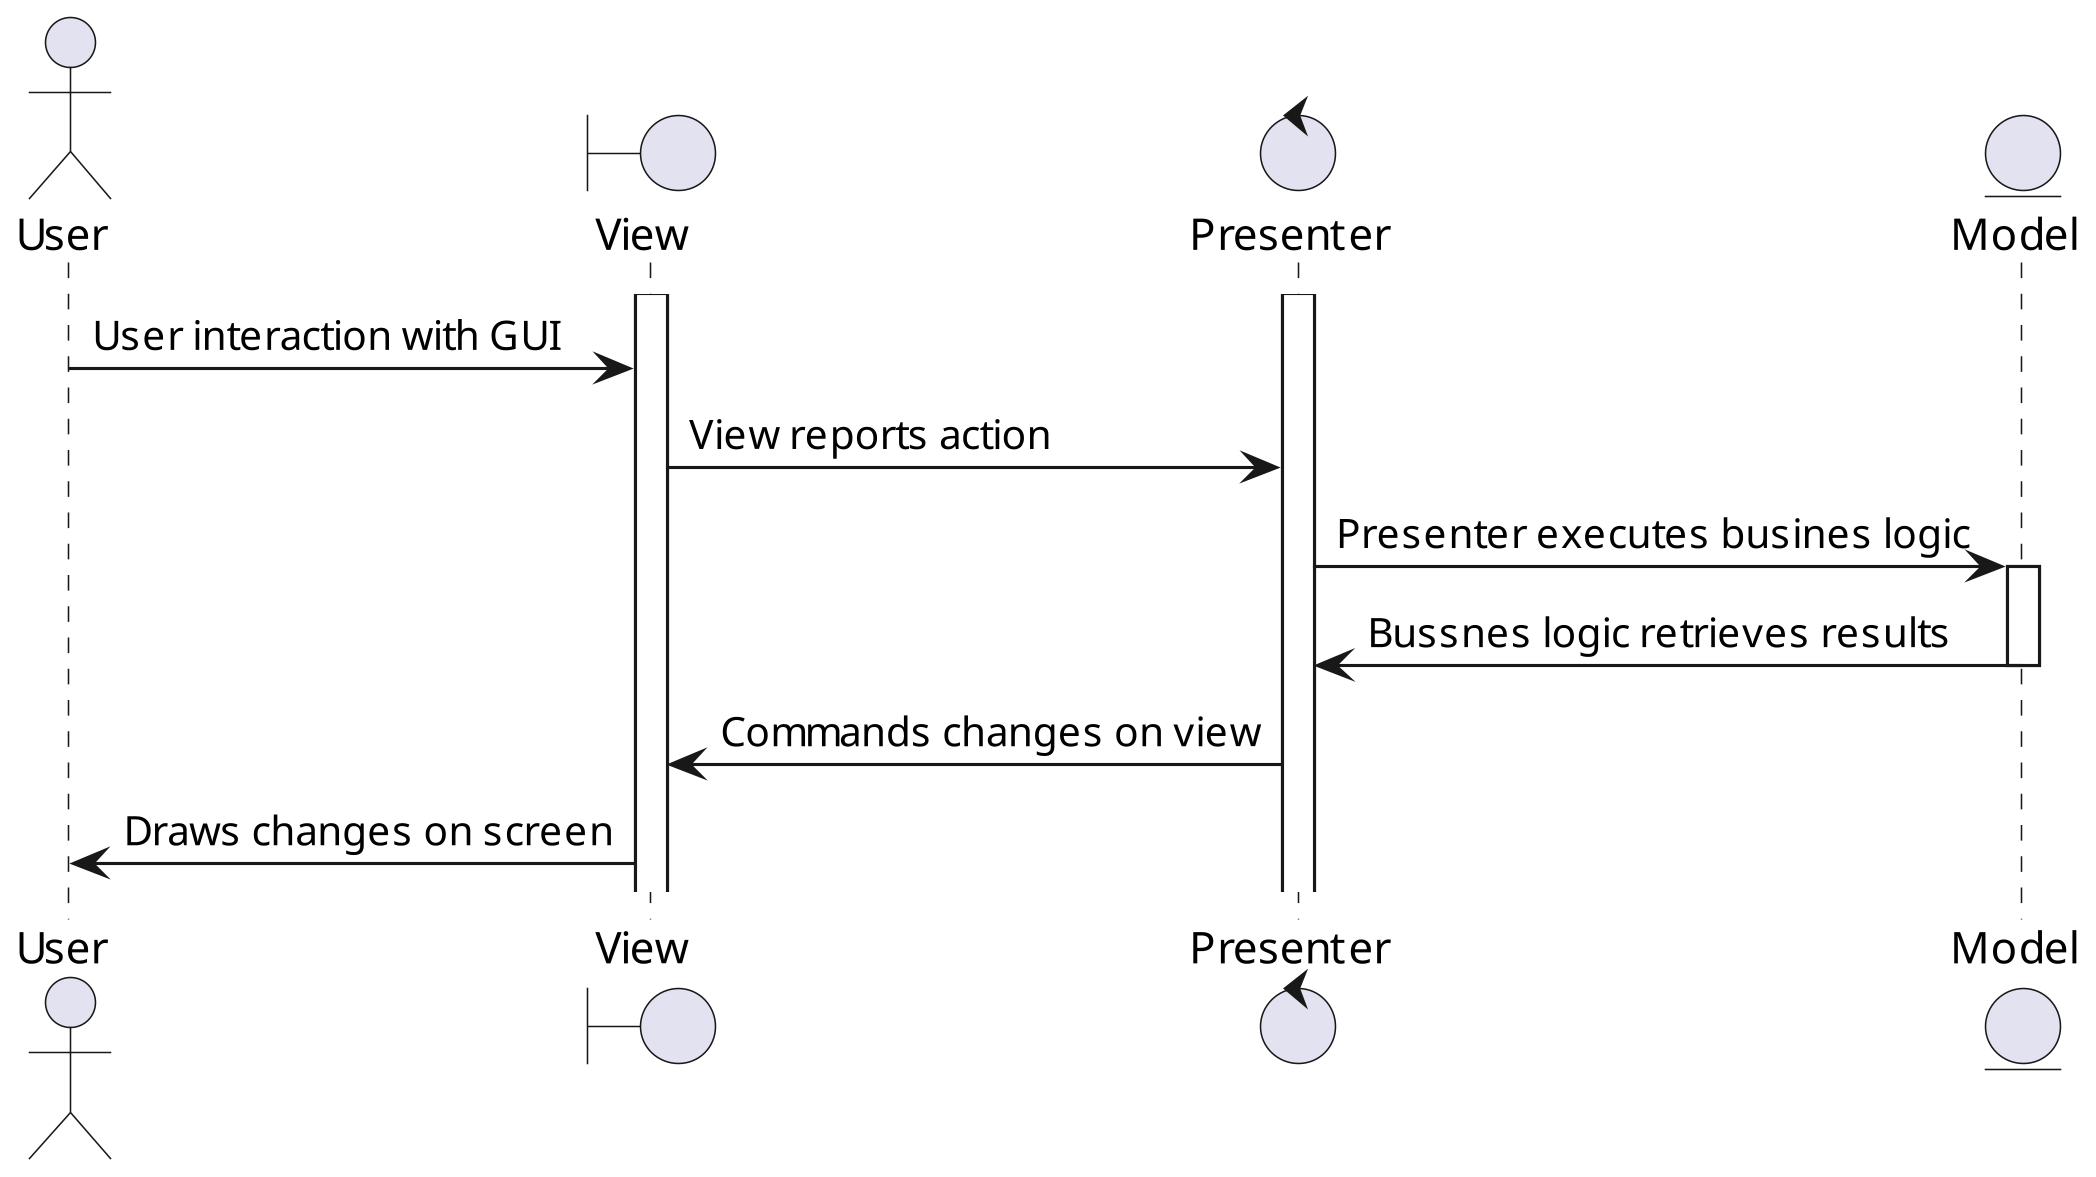 User
View
Presenter
Model
User interaction with GUI
View reports action
Presenter executes busines logic
Bussnes logic retrieves results
Commands changes on view
Draws changes on screen
User
View
Presenter
Model